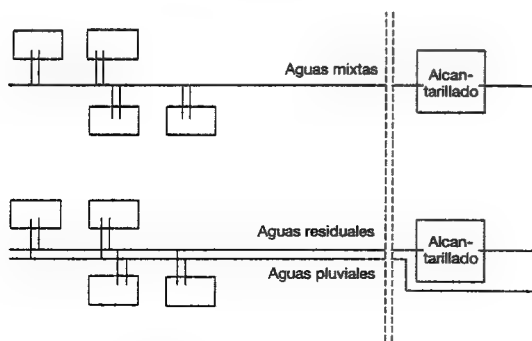 Aguas mixtas
Alcan-
tarillado
Aguas residuales
Aguas pluviales
Alcan-
tarillado